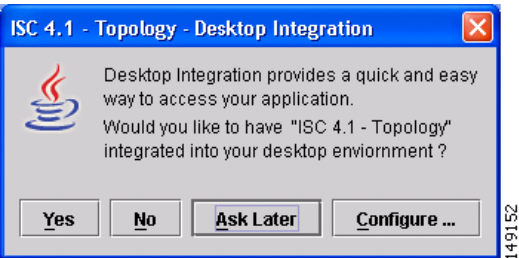 ISC 4.1 - Topology - Desktop Integration
Desktop Integration provides a quick and easy
way to access your application.
Would you like to have "ISC 4.1 - Topology"
integrated into your desktop enviornment ?
Yes
No
Ask Later
Configure ...
149152